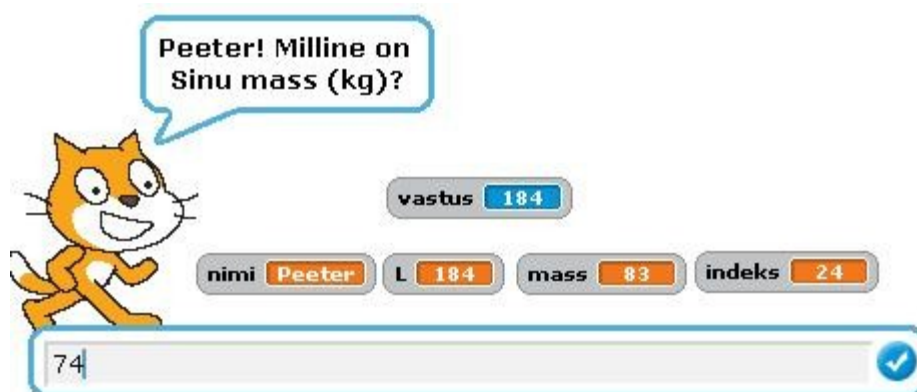 Peeter! Milline on
Sinu mass (kg)?
vastus 184
nimi Peeter L 184 mass 83 indeks 24
74